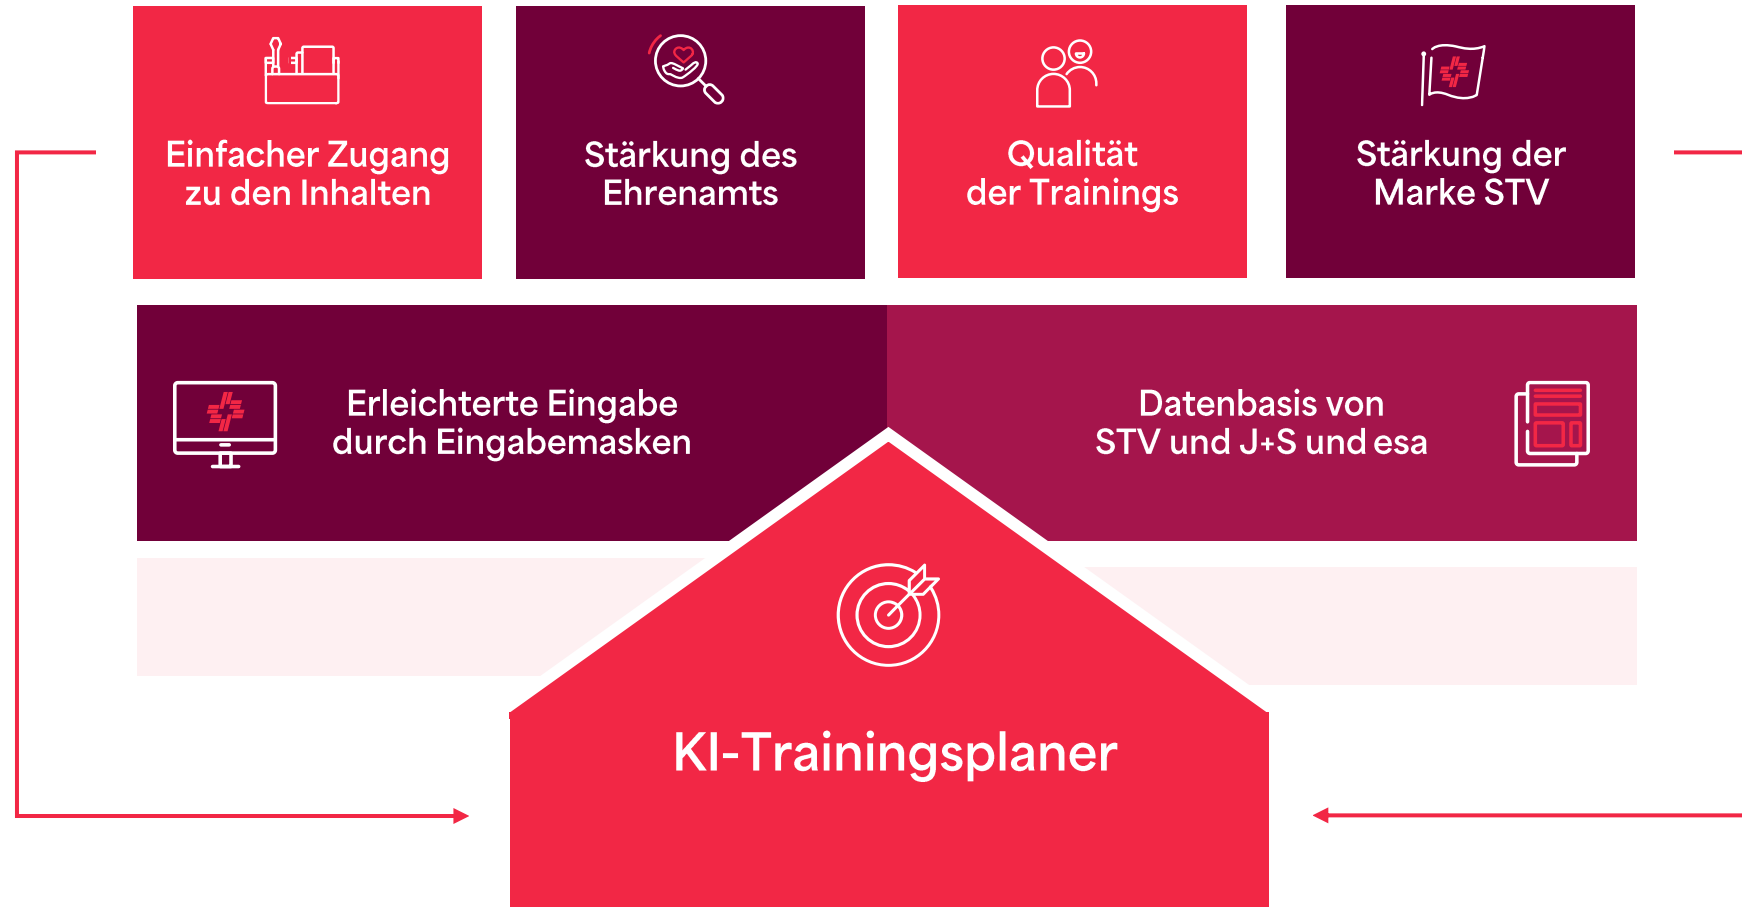 Einfacher Zugang
zu den Inhalten
Stärkung des
Ehrenamts
Qualität
der Trainings
Stärkung der
Marke STV
Erleichterte Eingabe
durch Eingabemasken
Datenbasis von
STV und J+S und esa
KI-Trainingsplaner